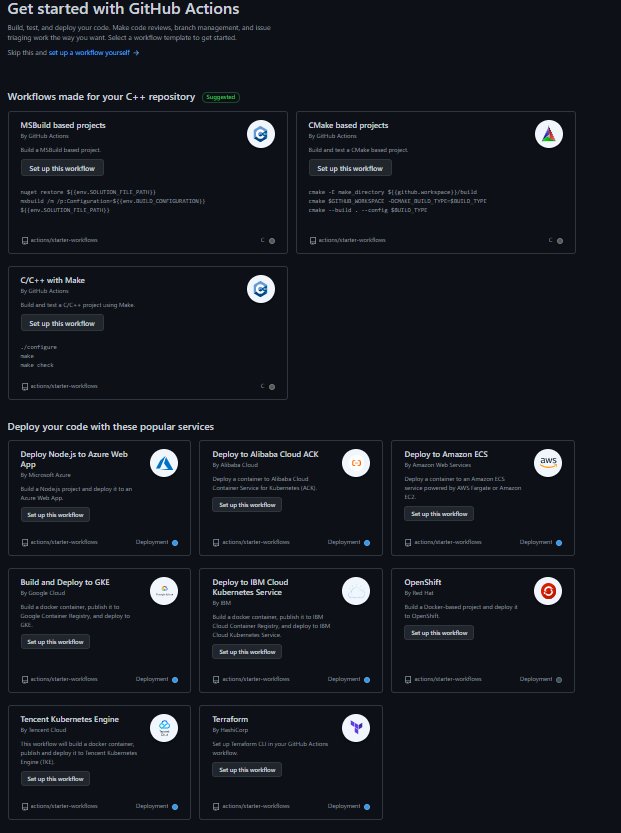 Get started with GitHub Actions
Build, test, and deploy your code. Make code reviews, branch management, and issue
triaging work the way you want. Select a workflow template to get started.
Skip this and set up a workflow yourself →
Workflows made for your C++ repository Suggested
MSBuild based projects
By GitHub Actions
Build a MSBuild based project.
Set up this workflow
nuget restore ${{env.SOLUTION_FILE_PATH}}
msbuild /m /p:Configuration=${{env.BUILD_CONFIGURATION}}
${{env.SOLUTION_FILE_PATH}}
actions/starter-workflows C
CMake based projects
By GitHub Actions
Build and test a CMake based project.
Set up this workflow
cmake -E make_directory ${{github.workspace}}/build
cmake $GITHUB_WORKSPACE -DCMAKE_BUILD_TYPE=$BUILD_TYPE
cmake --build . --config $BUILD_TYPE
actions/starter-workflows C
C/C++ with Make
By GitHub Actions
Build and test a C/C++ project using Make.
Set up this workflow
./configure
make
make check
actions/starter-workflows C
Deploy your code with these popular services
Deploy Node.js to Azure Web
App
By Microsoft Azure
Build a Node.js project and deploy it to an
Azure Web App.
Set up this workflow
actions/starter-workflows Deployment
Deploy to Alibaba Cloud ACK
By Alibaba Cloud
Deploy a container to Alibaba Cloud
Container Service for Kubernetes (ACK).
Set up this workflow
actions/starter-workflows Deployment
Deploy to Amazon ECS
By Amazon Web Services
aws
Deploy a container to an Amazon ECS
service powered by AWS Fargate or Amazon
EC2.
Set up this workflow
actions/starter-workflows Deployment
Build and Deploy to GKE
By Google Cloud
Build a docker container, publish it to
Google Container Registry, and deploy to
GKE.
Set up this workflow
actions/starter-workflows Deployment
Deploy to IBM Cloud
Kubernetes Service
By IBM
Build a docker container, publish it to IBM
Cloud Container Registry, and deploy to IBM
Cloud Kubernetes Service.
Set up this workflow
actions/starter-workflows Deployment
OpenShift
By Red Hat
Build a Docker-based project and deploy it
to OpenShift.
Set up this workflow
actions/starter-workflows Deployment
Tencent Kubernetes Engine
By Tencent Cloud
This workflow will build a docker container,
publish and deploy it to Tencent Kubernetes
Engine (TKE).
Set up this workflow
actions/starter-workflows Deployment
Terraform
By HashiCorp
Set up Terraform CLI in your GitHub Actions
workflow.
Set up this workflow
actions/starter-workflows Deployment